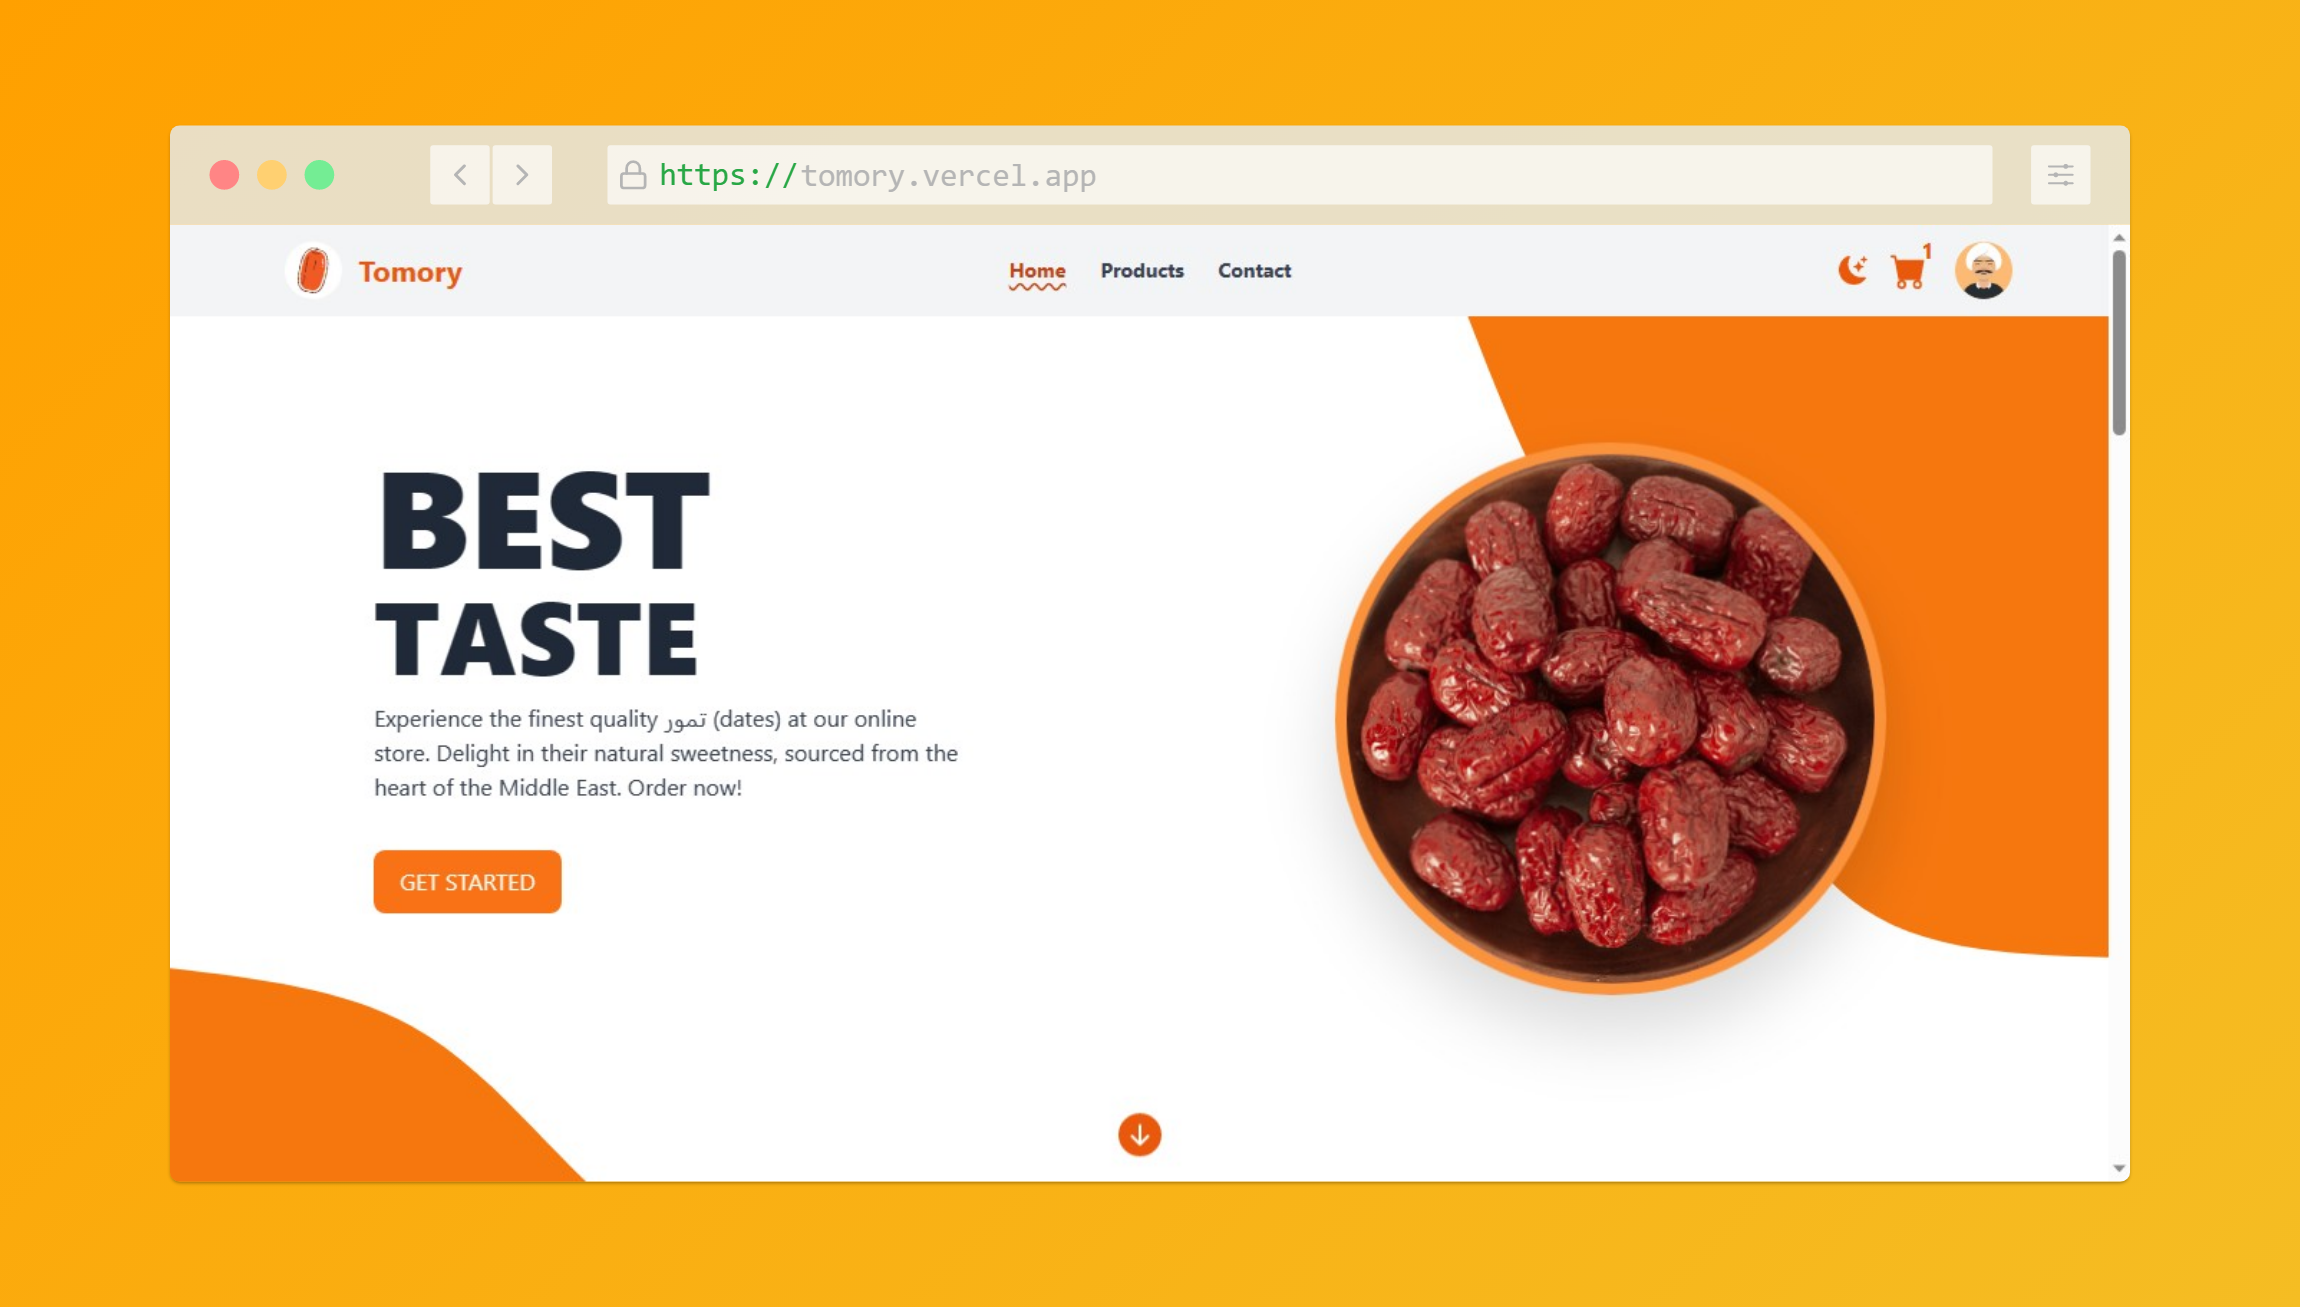 https://tomory.vercel.app
Tomory
Home Products Contact
1
BEST
TASTE
Experience the finest quality تمور (dates) at our online
store. Delight in their natural sweetness, sourced from the
heart of the Middle East. Order now!
GET STARTED